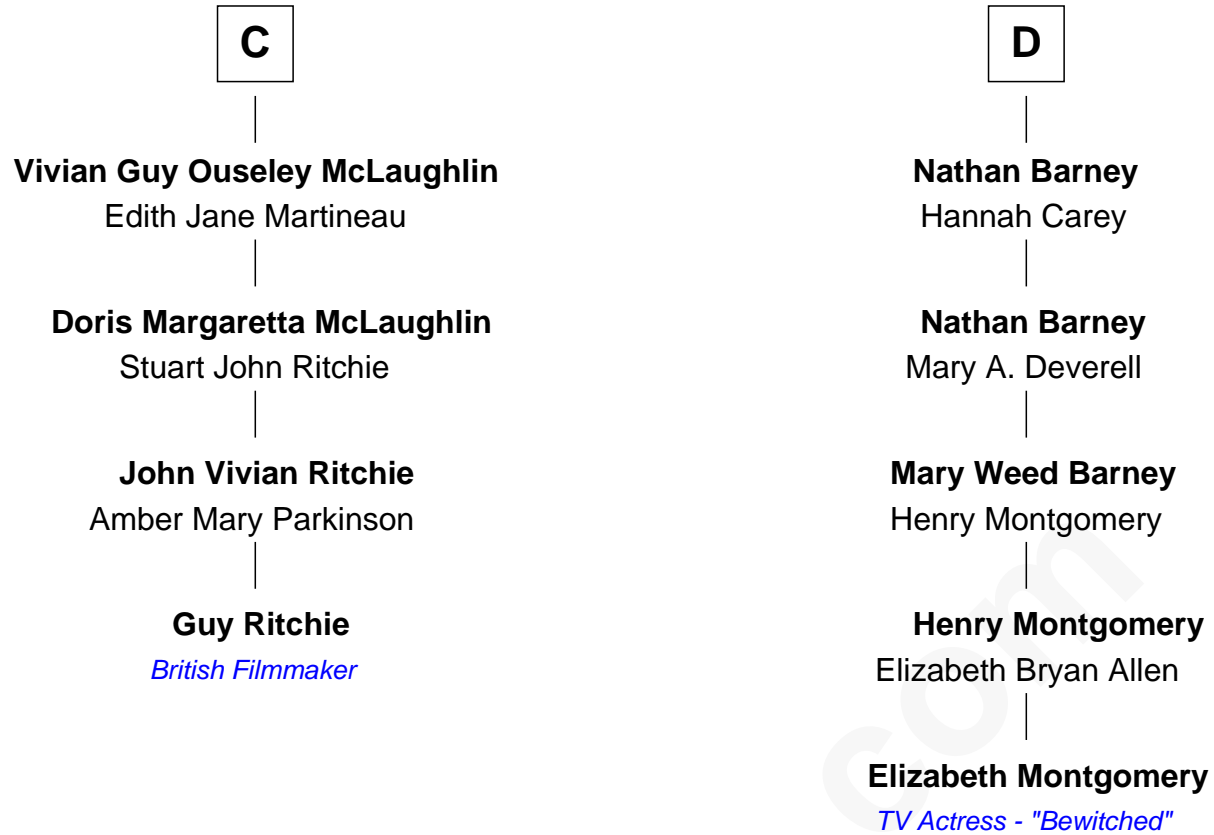 C
Vivian Guy Ouseley McLaughlin
Edith Jane Martineau
Doris Margaretta McLaughlin
Stuart John Ritchie
John Vivian Ritchie
Amber Mary Parkinson
Guy Ritchie
British Filmmaker
D
Nathan Barney
Hannah Carey
Nathan Barney
Mary A. Deverell
Mary Weed Barney
Henry Montgomery
Henry Montgomery
Elizabeth Bryan Allen
Elizabeth Montgomery
TV Actress - "Bewitched"
com